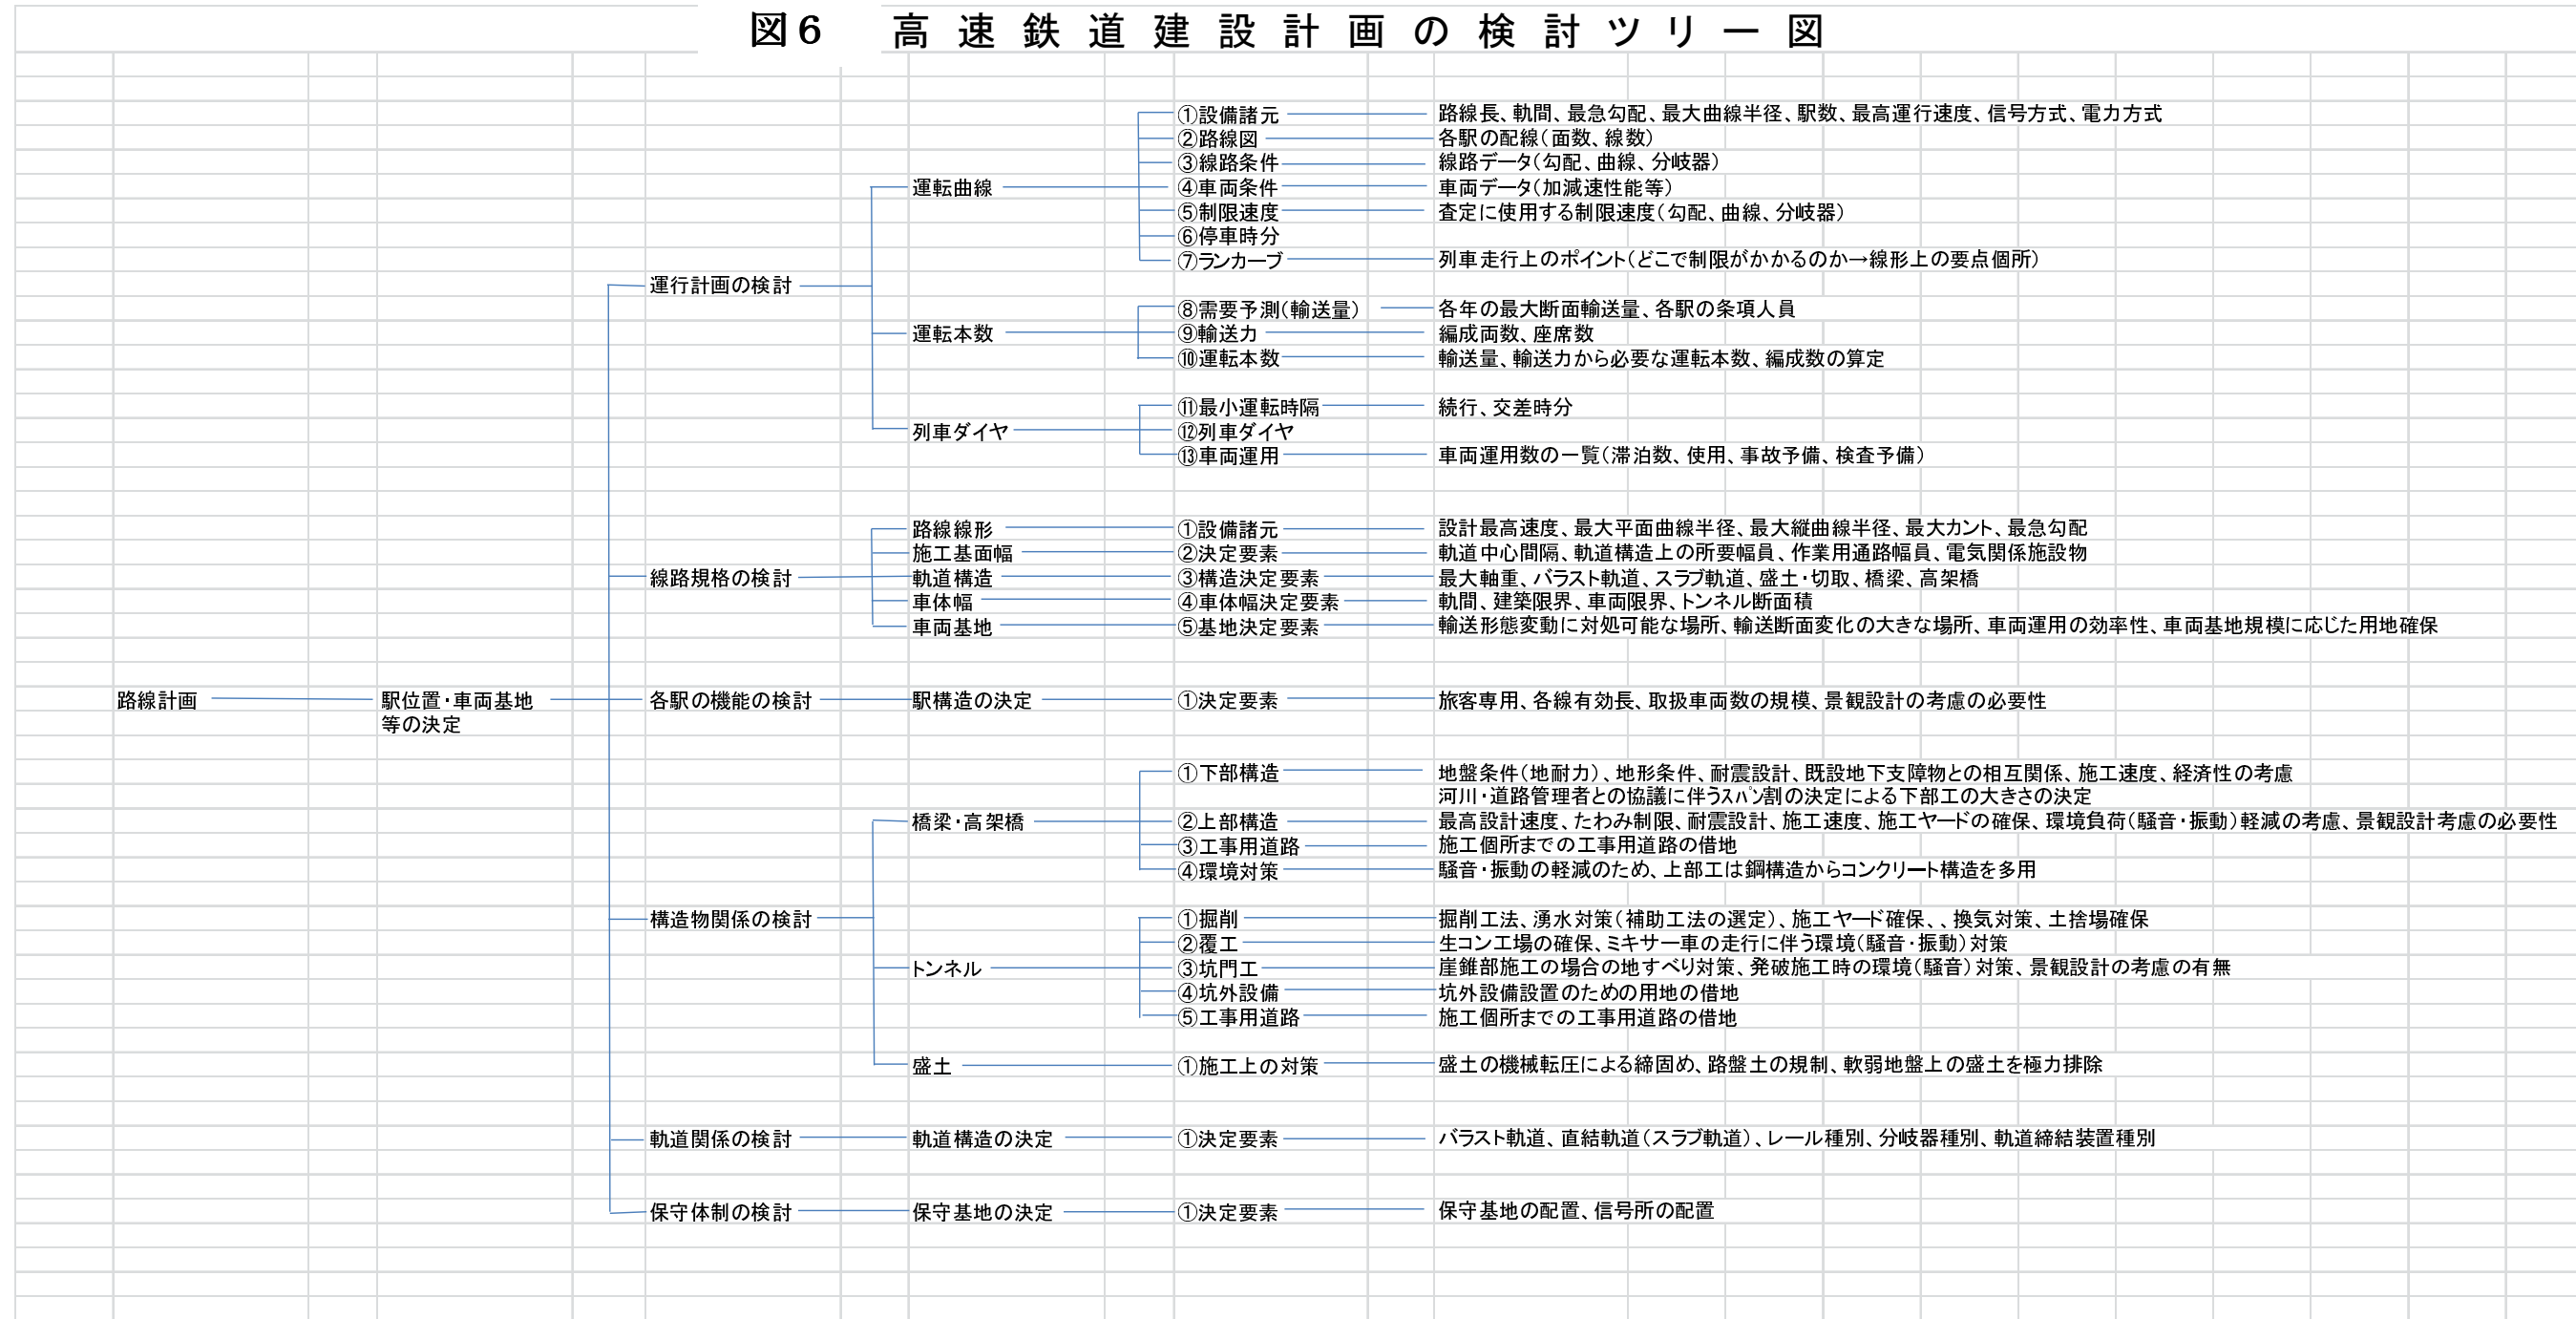 図６　高速鉄道建設計画の検討ツリー図
①設備諸元　路線長、軌間、最急勾配、最大曲線半径、駅数、最高運行速度、信号方式、電力方式
②路線図　各駅の配線（面数、線数）
③線路条件　線路データ（勾配、曲線、分岐器）
運転曲線　④車両条件　車両データ（加減速性能等）
⑤制限速度　査定に使用する制限速度（勾配、曲線、分岐器）
⑥停車時分
⑦ランカーブ　列車走行上のポイント（どこで制限がかかるのか→線形上の要点個所）
運行計画の検討
⑧需要予測（輸送量）　各年の最大断面輸送量、各駅の条項人員
運転本数　⑨輸送力　編成両数、座席数
⑩運転本数　輸送量、輸送力から必要な運転本数、編成数の算定
⑪最小運転時隔　続行、交差時分
列車ダイヤ　⑫列車ダイヤ
⑬車両運用　車両運用数の一覧（滞泊数、使用、事故予備、検査予備）
路線線形　①設備諸元　設計最高速度、最大平面曲線半径、最大縦曲線半径、最大カント、最急勾配
施工基面幅　②決定要素　軌道中心間隔、軌道構造上の所要幅員、作業用通路幅員、電気関係施設物
線路規格の検討　軌道構造　③構造決定要素　最大軸重、バラスト軌道、スラブ軌道、盛土・切取、橋梁、高架橋
車体幅　④車体幅決定要素　軌間、建築限界、車両限界、トンネル断面積
車両基地　⑤基地決定要素　輸送形態変動に対処可能な場所、輸送断面変化の大きな場所、車両運用の効率性、車両基地規模に応じた用地確保
路線計画　駅位置・車両基地　各駅の機能の検討　駅構造の決定　①決定要素　旅客専用、各線有効長、取扱車両数の規模、景観設計の考慮の必要性
等の決定
①下部構造　地盤条件（地耐力）、地形条件、耐震設計、既設地下支障物との相互関係、施工速度、経済性の考慮
河川・道路管理者との協議に伴うｽﾊﾟﾝ割の決定による下部工の大きさの決定
橋梁・高架橋　②上部構造　最高設計速度、たわみ制限、耐震設計、施工速度、施工ヤードの確保、環境負荷（騒音・振動）軽減の考慮、景観設計考慮の必要性
③工事用道路　施工個所までの工事用道路の借地
④環境対策　騒音・振動の軽減のため、上部工は鋼構造からコンクリート構造を多用
構造物関係の検討　①掘削　掘削工法、湧水対策（補助工法の選定）、施工ヤード確保、、換気対策、土捨場確保
②覆工　生コン工場の確保、ミキサー車の走行に伴う環境（騒音・振動）対策
トンネル　③坑門工　崖錐部施工の場合の地すべり対策、発破施工時の環境（騒音）対策、景観設計の考慮の有無
④坑外設備　坑外設備設置のための用地の借地
⑤工事用道路　施工個所までの工事用道路の借地
盛土　①施工上の対策　盛土の機械転圧による締固め、路盤土の規制、軟弱地盤上の盛土を極力排除
軌道関係の検討　軌道構造の決定　①決定要素　バラスト軌道、直結軌道（スラブ軌道）、レール種別、分岐器種別、軌道締結装置種別
保守体制の検討　保守基地の決定　①決定要素　保守基地の配置、信号所の配置